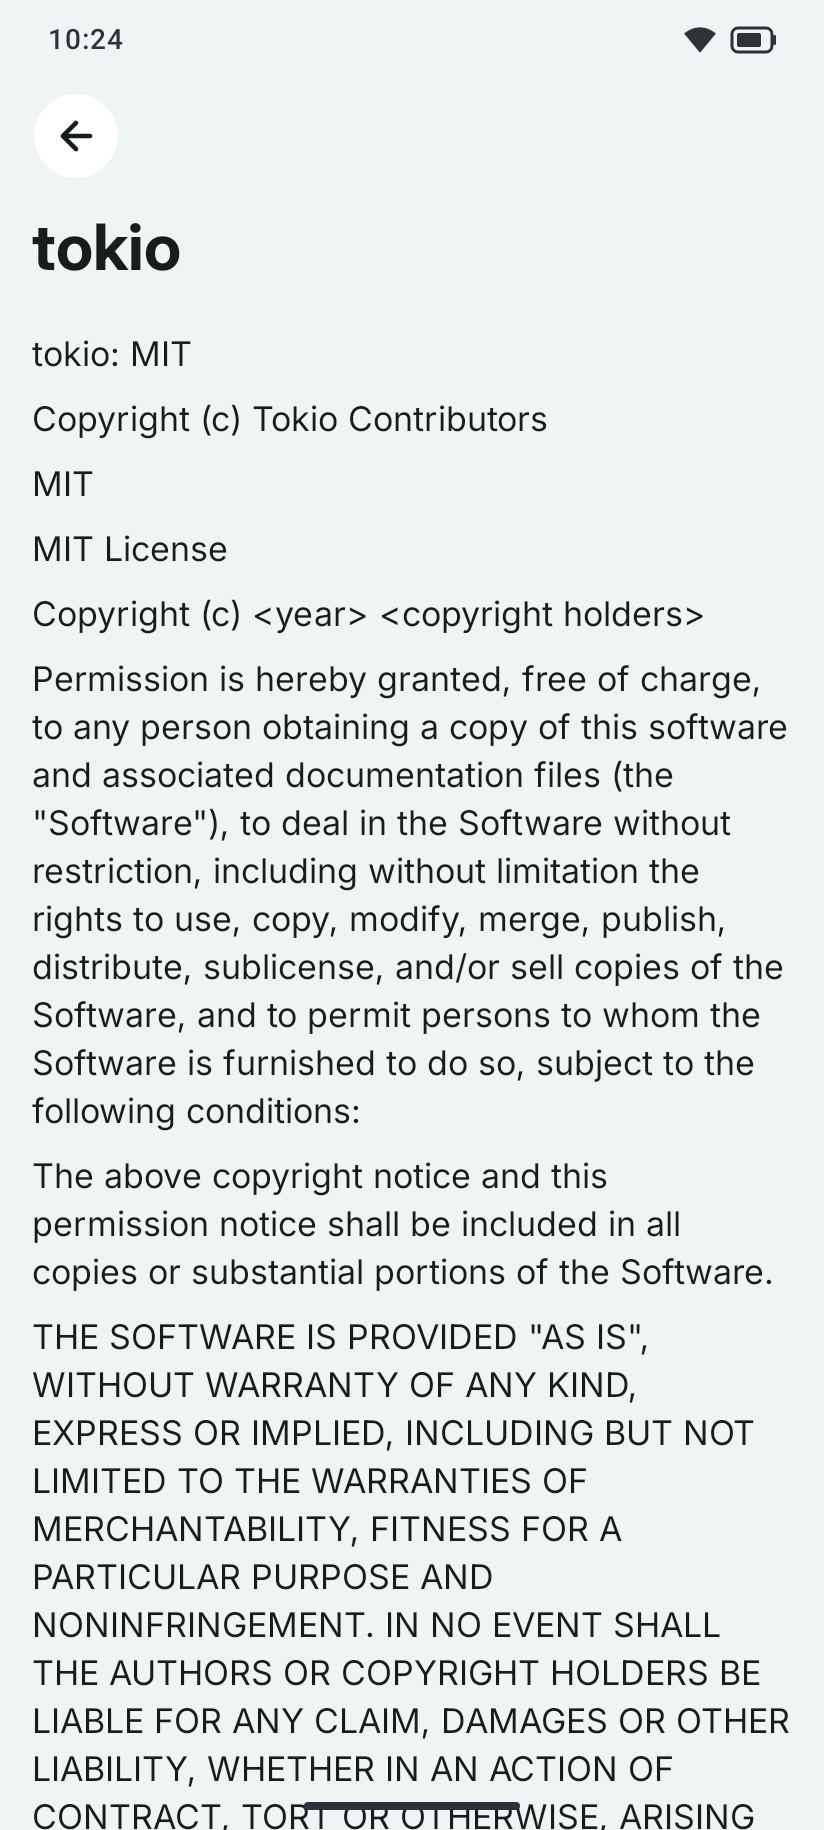 10:24
tokio
tokio: MIT
Copyright (c) Tokio Contributors
MIT
MIT License
Copyright (c) <year> <copyright holders>
Permission is hereby granted, free of charge,
to any person obtaining a copy of this software
and associated documentation files (the
"Software"), to deal in the Software without
restriction, including without limitation the
rights to use, copy, modify, merge, publish,
distribute, sublicense, and/or sell copies of the
Software, and to permit persons to whom the
Software is furnished to do so, subject to the
following conditions:
The above copyright notice and this
permission notice shall be included in all
copies or substantial portions of the Software.
THE SOFTWARE IS PROVIDED "AS IS",
WITHOUT WARRANTY OF ANY KIND,
EXPRESS OR IMPLIED, INCLUDING BUT NOT
LIMITED TO THE WARRANTIES OF
MERCHANTABILITY, FITNESS FOR A
PARTICULAR PURPOSE AND
NONINFRINGEMENT. IN NO EVENT SHALL
THE AUTHORS OR COPYRIGHT HOLDERS BE
LIABLE FOR ANY CLAIM, DAMAGES OR OTHER
LIABILITY, WHETHER IN AN ACTION OF
CONTRACT, TORT OR OTHERWISE, ARISING